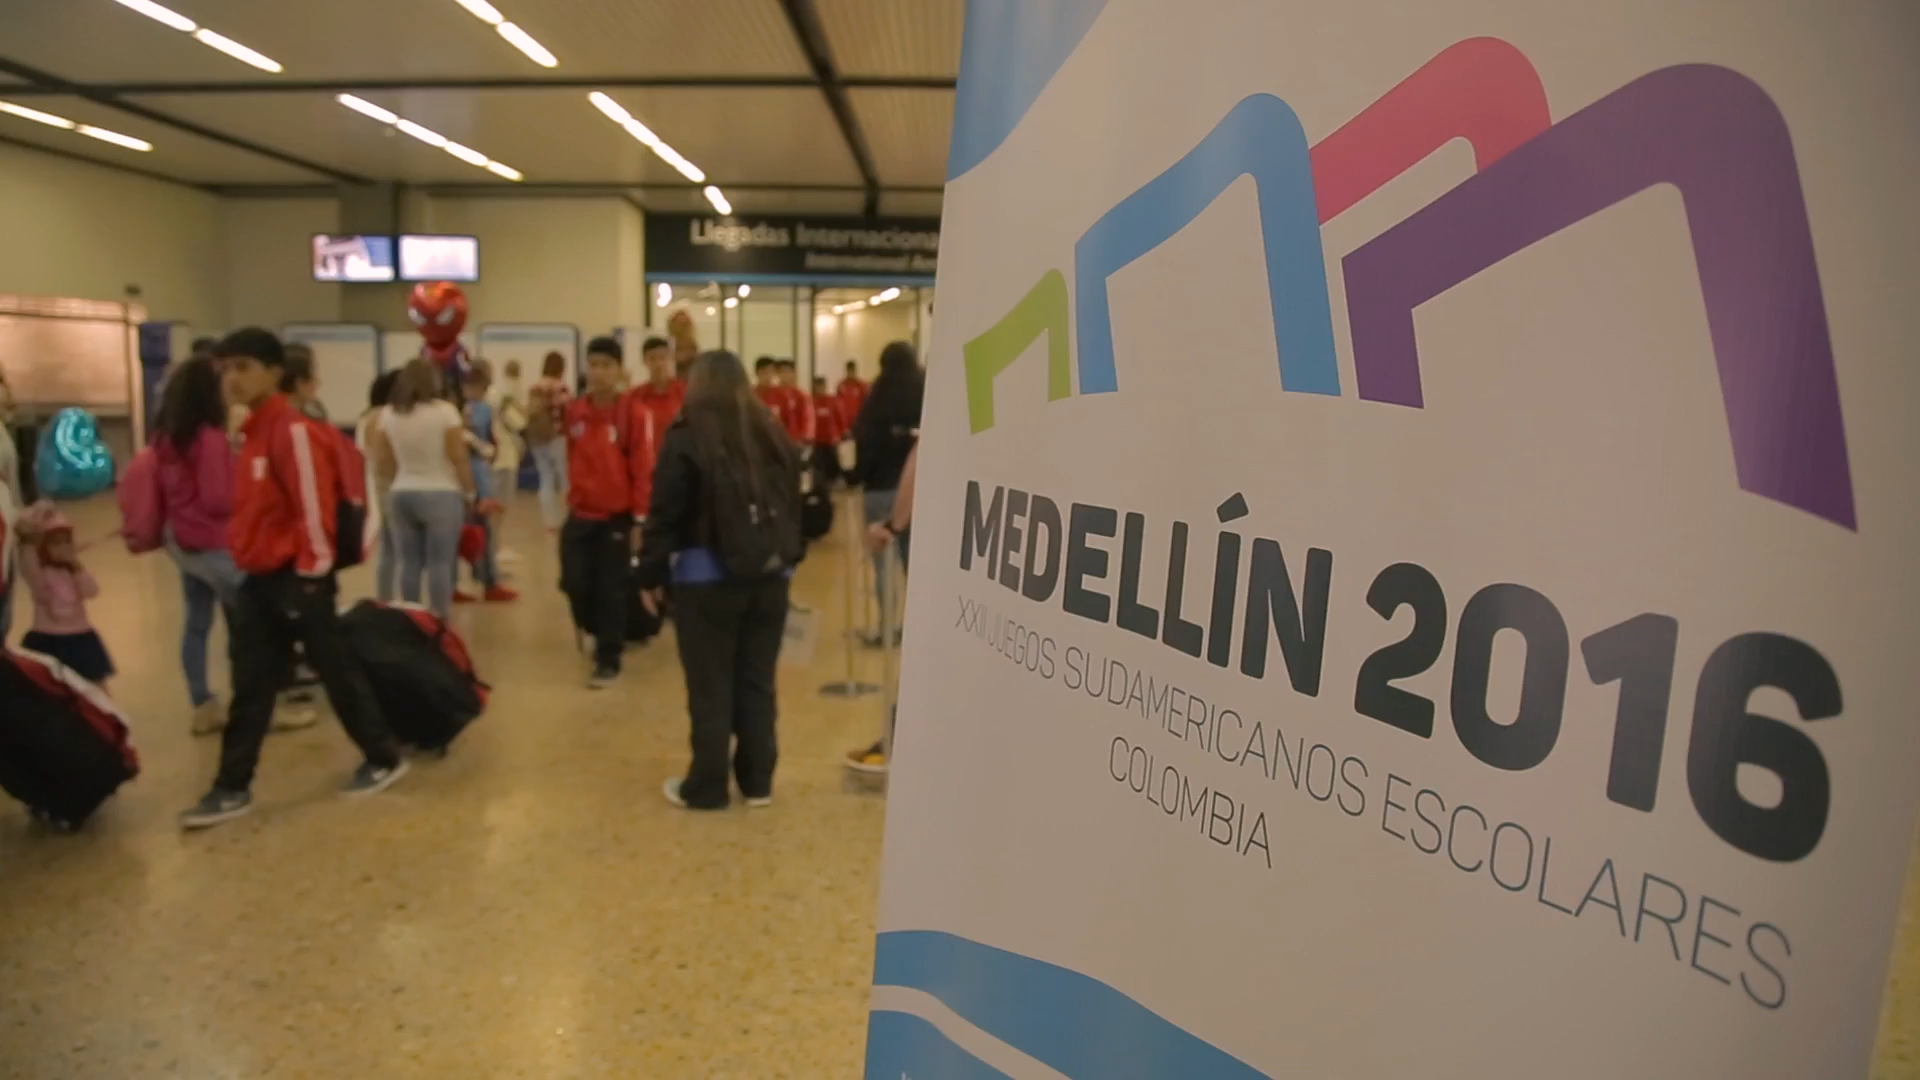 Llegadas Internaciona
International Arr
MEDELLÍN 2016
XXII JUEGOS SUDAMERICANOS ESCOLARES
COLOMBIA